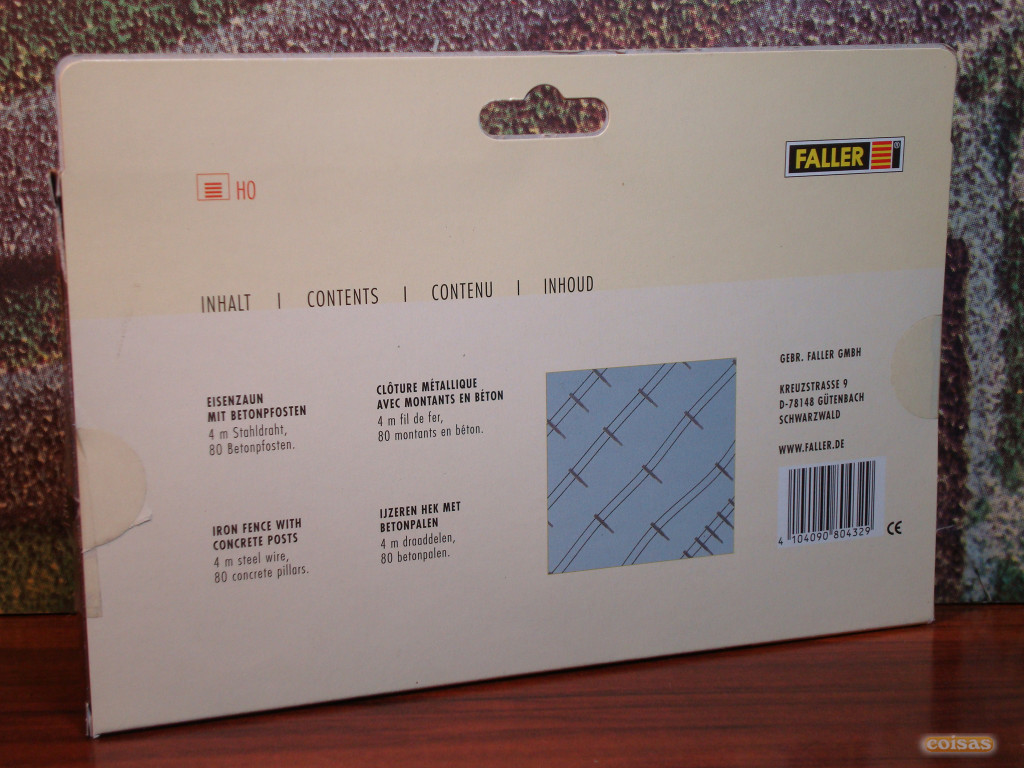 FALLER
HO
INHALT | CONTENTS | CONTENU | INHOUD
EISENZAUN
MIT BETONPFOSTEN
4 m Stahldraht,
80 Betonpfosten.
CLÔTURE MÉTALLIQUE
AVEC MONTANTS EN BÉTON
4 m fil de fer,
80 montants en béton.
IRON FENCE WITH
CONCRETE POSTS
4 m steel wire,
80 concrete pillars.
IJZEREN HEK MET
BETONPALEN
4 m draaddelen,
80 betonpalen.
GEBR. FALLER GMBH
KREUZSTRASSE 9
D-78148 GÜTENBACH
SCHWARZWALD
WWW.FALLER.DE
4 104090 804329
CE
coisas